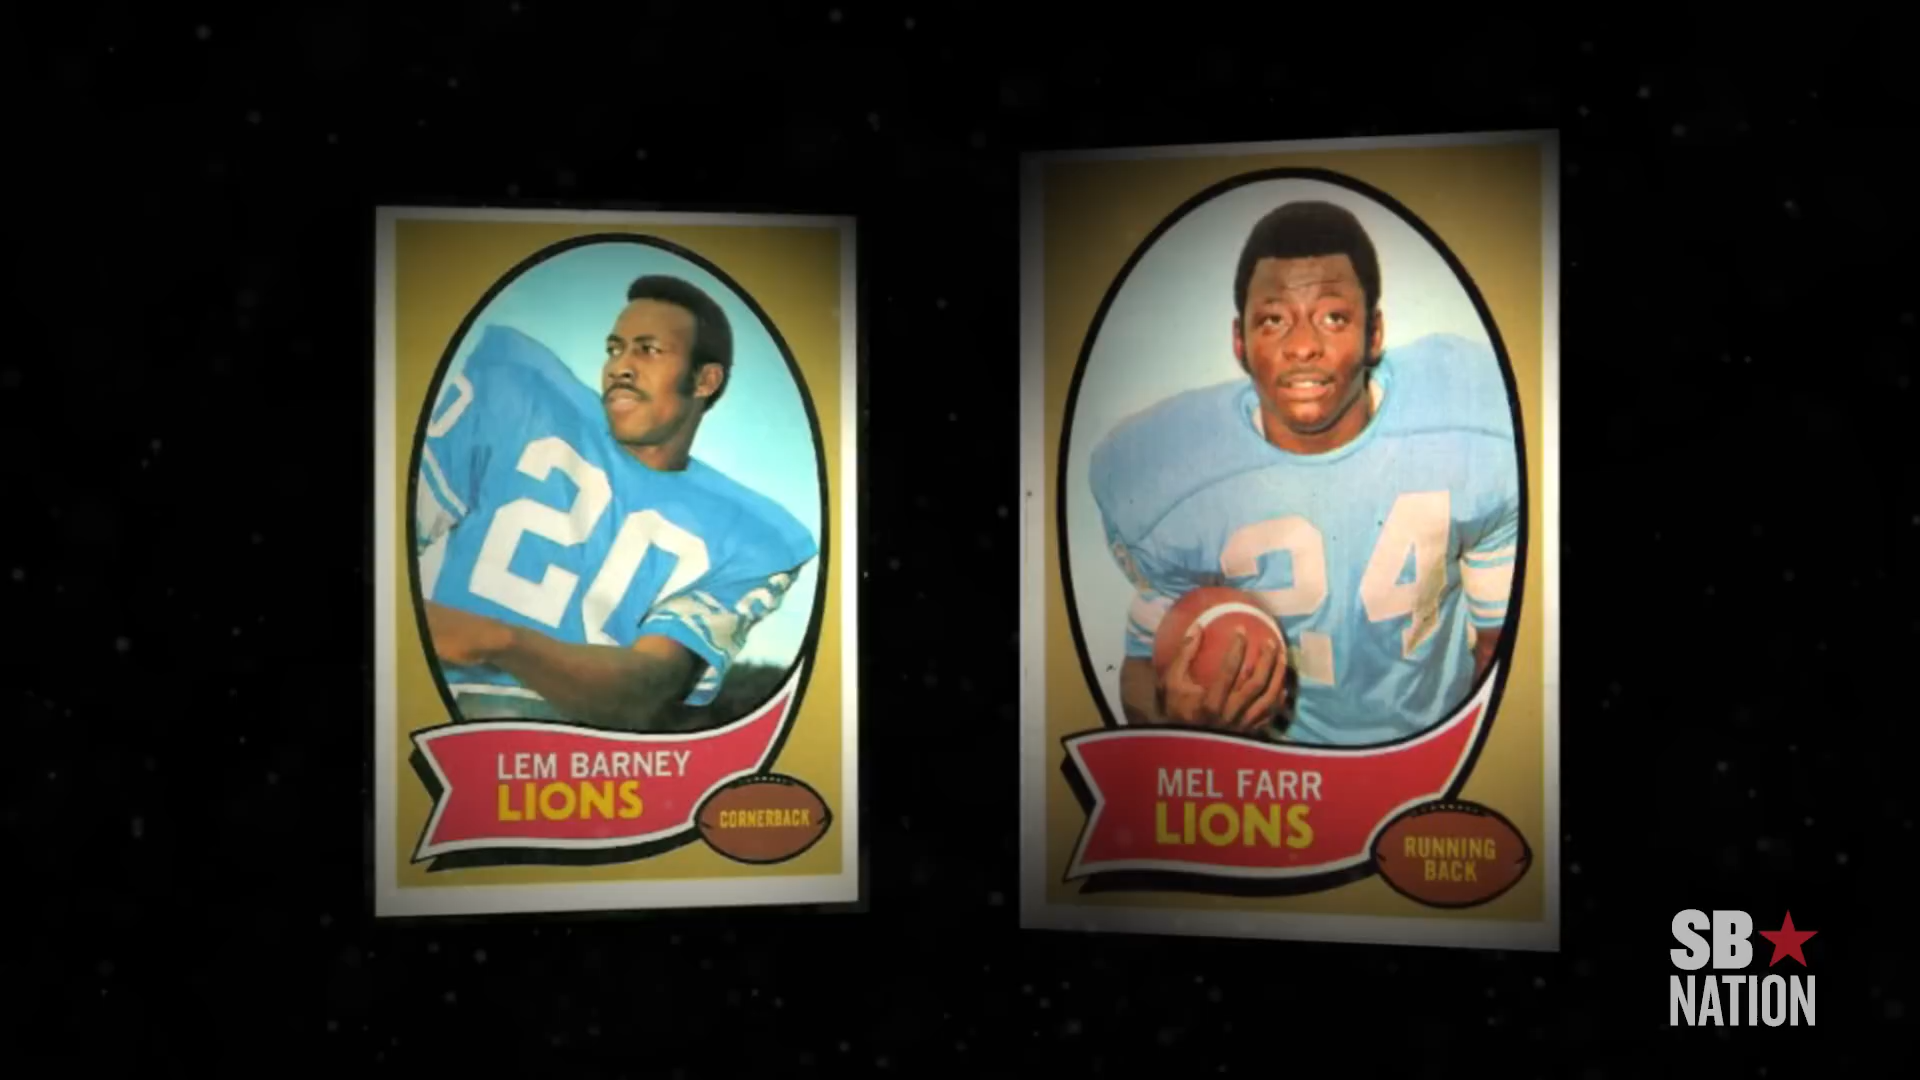 20
LEM BARNEY
LIONS
CORNERBACK
24
MEL FARR
LIONS
RUNNING
BACK
SB
NATION